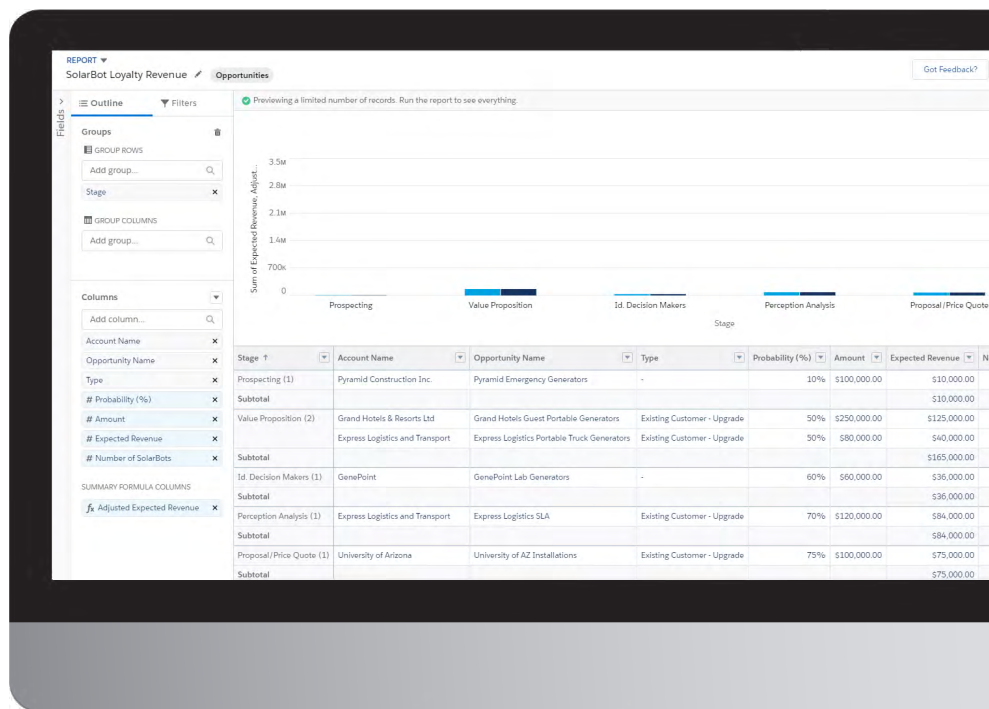 REPORT
SolarBot Loyalty Revenue Opportunities
Got Feedback?
Fields
Outline Filters
Previewing a limited number of records. Run the report to see everything.
Groups
GROUP ROWS
Add group...
Stage
GROUP COLUMNS
Add group...
Columns
Add column...
Account Name
Opportunity Name
Type
# Probability (%)
# Amount
# Expected Revenue
# Number of SolarBots
SUMMARY FORMULA COLUMNS
fx Adjusted Expected Revenue
Sum of Expected Revenue, Adjust...
3.5M
2.8M
2.1M
1.4M
700K
0
Prospecting Value Proposition Id. Decision Makers Perception Analysis Proposal/Price Quote
Stage
Stage ↑ Account Name Opportunity Name Type Probability (%) Amount Expected Revenue N
Prospecting (1) Pyramid Construction Inc. Pyramid Emergency Generators - 10% $100,000.00 $10,000.00
Subtotal $10,000.00
Value Proposition (2) Grand Hotels & Resorts Ltd Grand Hotels Guest Portable Generators Existing Customer - Upgrade 50% $250,000.00 $125,000.00
Express Logistics and Transport Express Logistics Portable Truck Generators Existing Customer - Upgrade 50% $80,000.00 $40,000.00
Subtotal $165,000.00
Id. Decision Makers (1) GenePoint GenePoint Lab Generators - 60% $60,000.00 $36,000.00
Subtotal $36,000.00
Perception Analysis (1) Express Logistics and Transport Express Logistics SLA Existing Customer - Upgrade 70% $120,000.00 $84,000.00
Subtotal $84,000.00
Proposal/Price Quote (1) University of Arizona University of AZ Installations Existing Customer - Upgrade 75% $100,000.00 $75,000.00
Subtotal $75,000.00